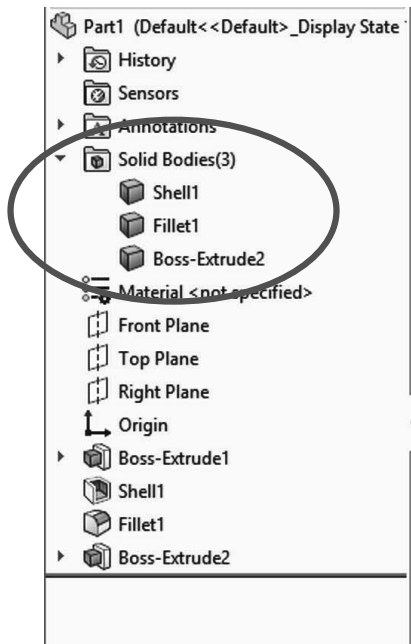 Part1 (Default<<Default>_Display State
History
Sensors
Annotations
Solid Bodies(3)
Shell1
Fillet1
Boss-Extrude2
Material <not specified>
Front Plane
Top Plane
Right Plane
Origin
Boss-Extrude1
Shell1
Fillet1
Boss-Extrude2